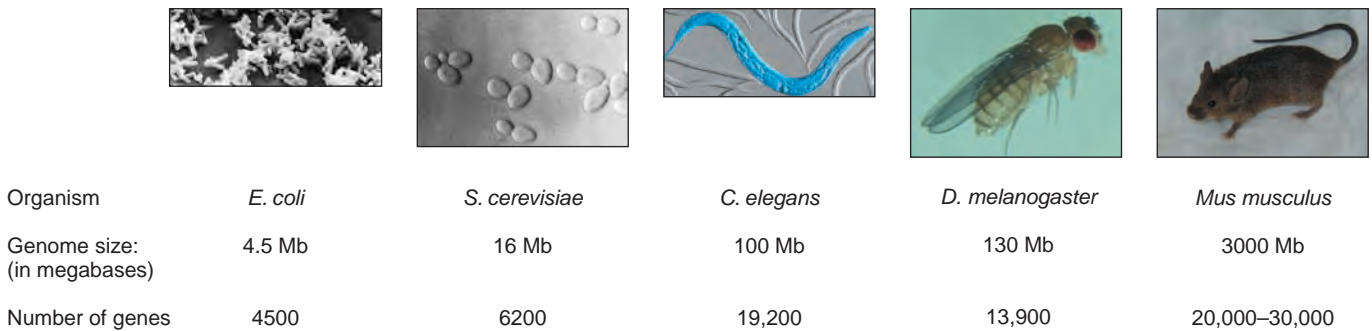 Organism E. coli S. cerevisiae C. elegans D. melanogaster Mus musculus
Genome size: 4.5 Mb 16 Mb 100 Mb 130 Mb 3000 Mb
(in megabases)
Number of genes 4500 6200 19,200 13,900 20,000–30,000